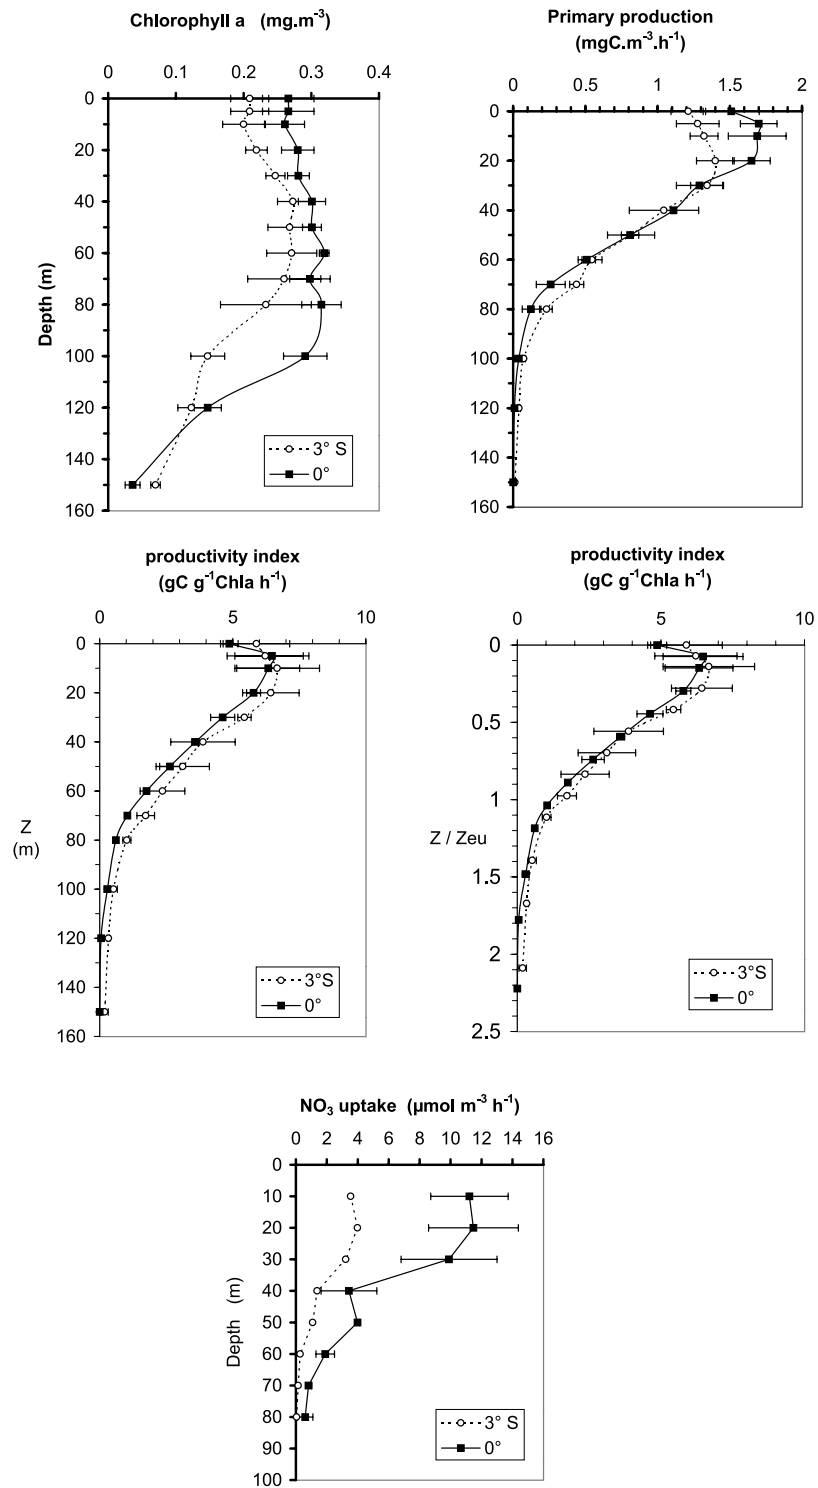 Chlorophyll a (mg.m⁻³)
0 0.1 0.2 0.3 0.4
0
20
40
60
80
100
120
140
160
Depth (m)
3° S
0°
Primary production
(mgC.m⁻³.h⁻¹)
0 0.5 1 1.5 2
0
20
40
60
80
100
120
140
160
productivity index
(gC g⁻¹Chla h⁻¹)
0 5 10
0
20
40
60
80
100
120
140
160
Z
(m)
3°S
0°
productivity index
(gC g⁻¹Chla h⁻¹)
0 5 10
0
0.5
1
1.5
2
2.5
Z / Zeu
3°S
0°
NO₃ uptake (µmol m⁻³ h⁻¹)
0 2 4 6 8 10 12 14 16
0
10
20
30
40
50
60
70
80
90
100
Depth (m)
3° S
0°